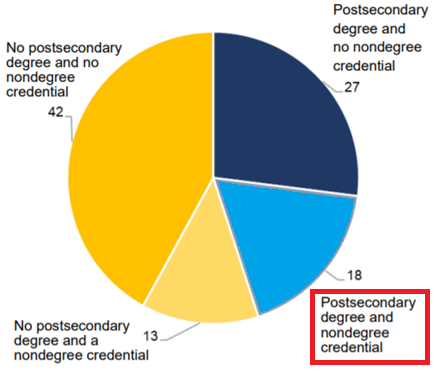 Postsecondary
degree and
no nondegree
credential
27
18
Postsecondary
degree and
nondegree
credential
No postsecondary
degree and a
nondegree credential
13
No postsecondary
degree and no
nondegree
credential
42